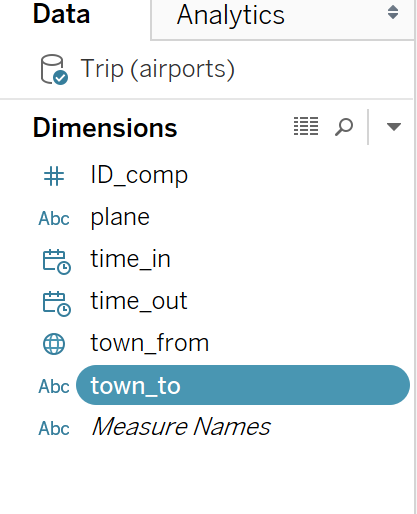 Data
Analytics
Trip (airports)
Dimensions
# ID_comp
Abc plane
time_in
time_out
town_from
Abc town_to
Abc Measure Names